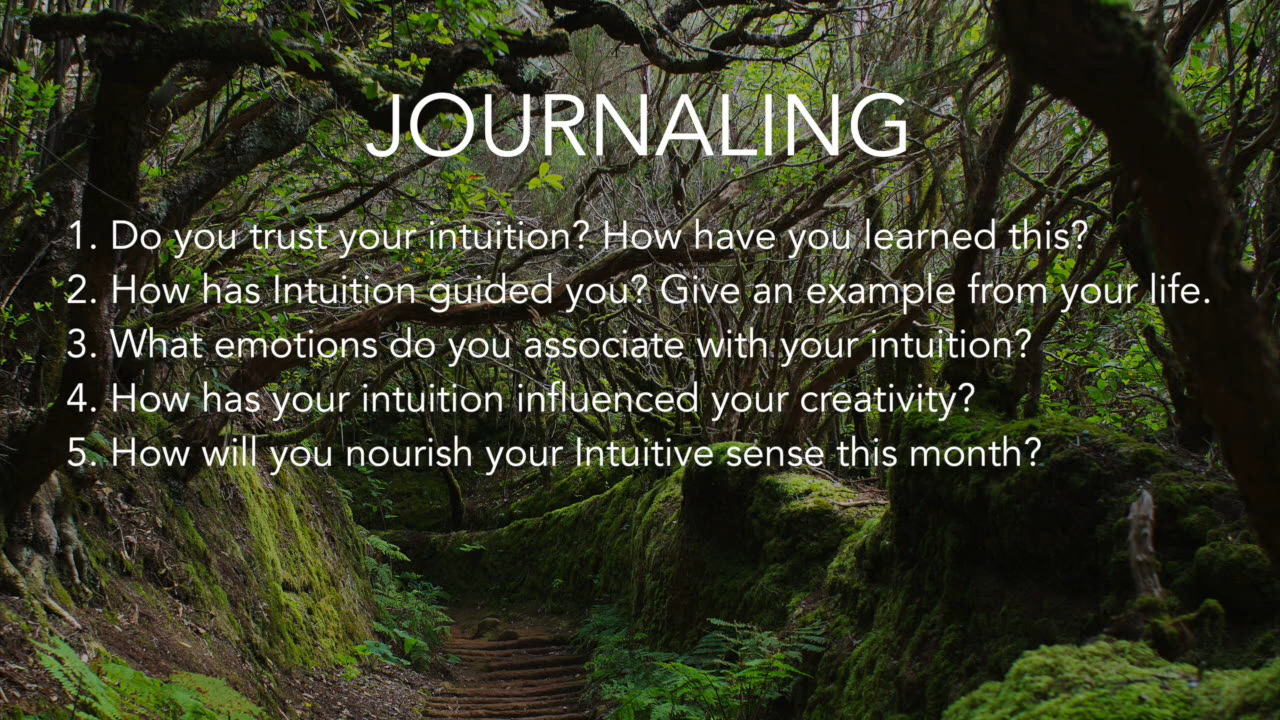 JOURNALING
1. Do you trust your intuition? How have you learned this?
2. How has Intuition guided you? Give an example from your life.
3. What emotions do you associate with your intuition?
4. How has your intuition influenced your creativity?
5. How will you nourish your Intuitive sense this month?